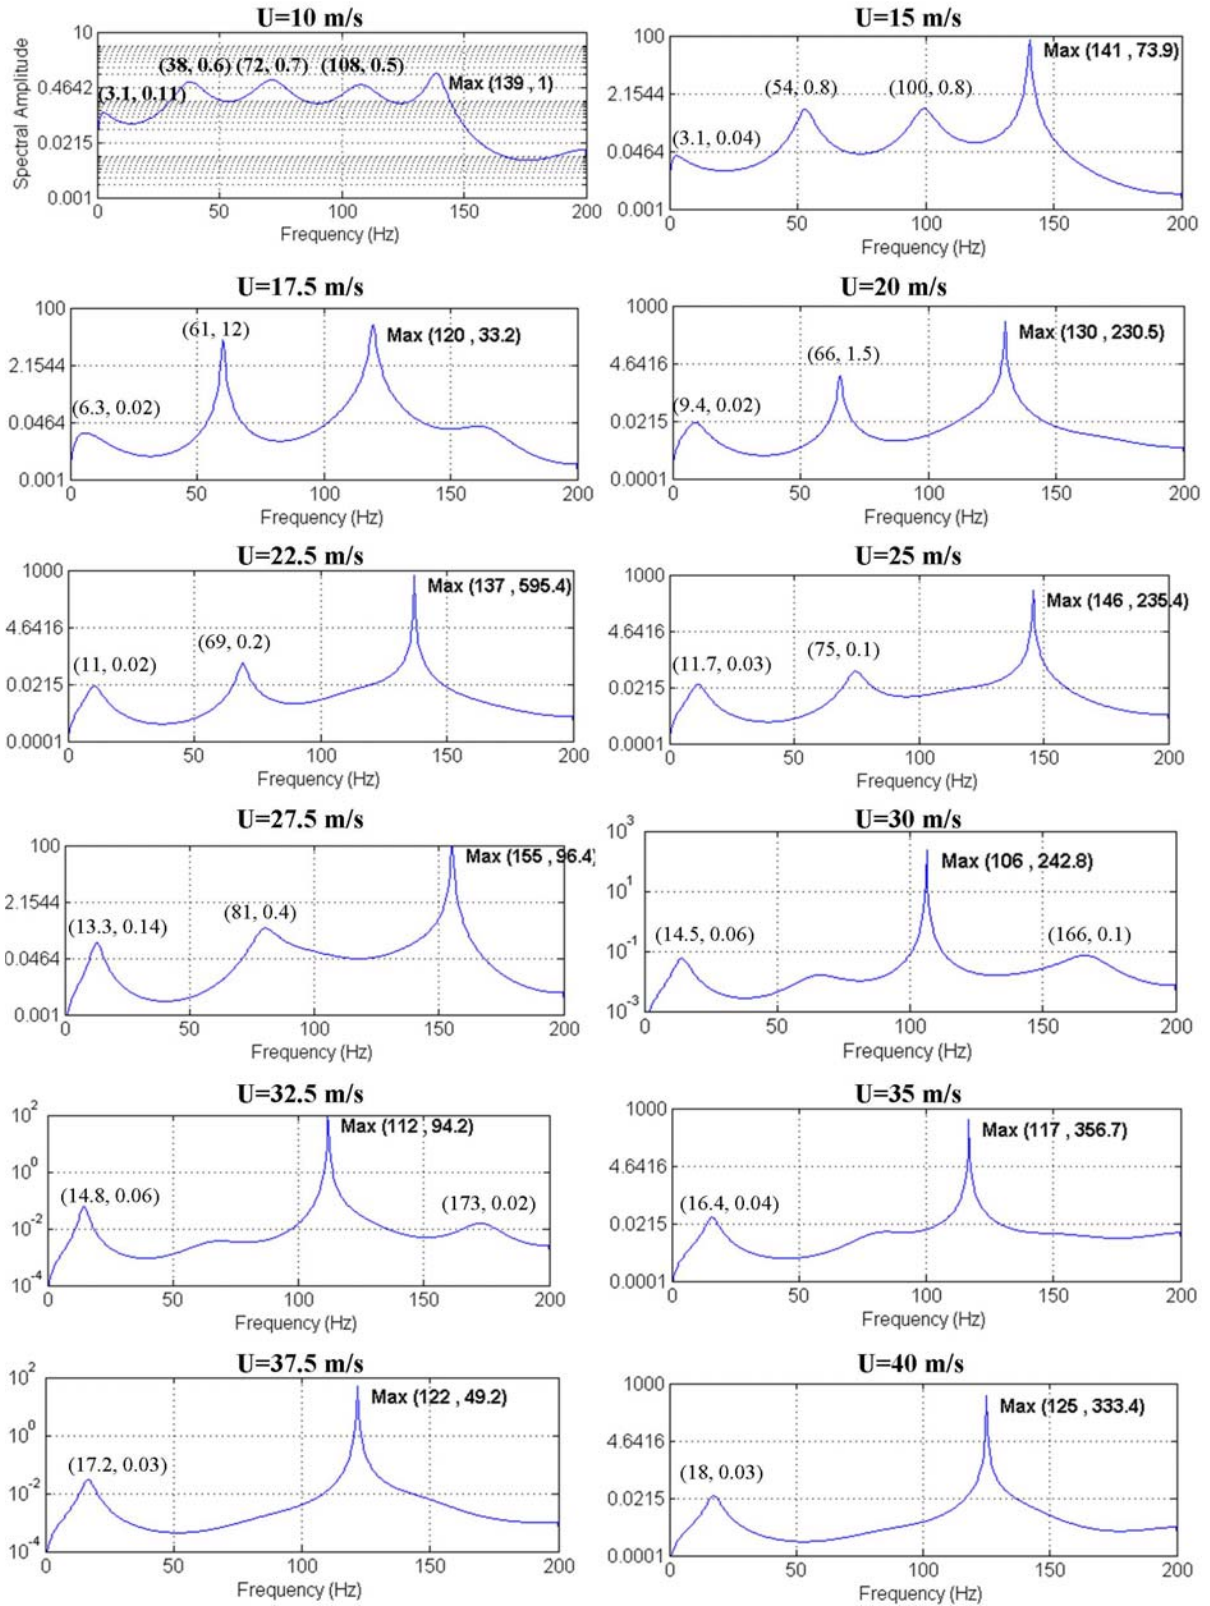 U=10 m/s
10
0.4642
0.0215
0.001
Spectral Amplitude
(3.1, 0.11)
(38, 0.6) (72, 0.7) (108, 0.5)
Max (139 , 1)
0 50 100 150 200
Frequency (Hz)
U=15 m/s
100
2.1544
0.0464
0.001
(3.1, 0.04)
(54, 0.8)
(100, 0.8)
Max (141 , 73.9)
0 50 100 150 200
Frequency (Hz)
U=17.5 m/s
100
2.1544
0.0464
0.001
(6.3, 0.02)
(61, 12)
Max (120 , 33.2)
0 50 100 150 200
Frequency (Hz)
U=20 m/s
1000
4.6416
0.0215
0.0001
(9.4, 0.02)
(66, 1.5)
Max (130 , 230.5)
0 50 100 150 200
Frequency (Hz)
U=22.5 m/s
1000
4.6416
0.0215
0.0001
(11, 0.02)
(69, 0.2)
Max (137 , 595.4)
0 50 100 150 200
Frequency (Hz)
U=25 m/s
1000
4.6416
0.0215
0.0001
(11.7, 0.03)
(75, 0.1)
Max (146 , 235.4)
0 50 100 150 200
Frequency (Hz)
U=27.5 m/s
100
2.1544
0.0464
0.001
(13.3, 0.14)
(81, 0.4)
Max (155 , 96.4)
0 50 100 150 200
Frequency (Hz)
U=30 m/s
10^3
10^1
10^-1
10^-3
(14.5, 0.06)
Max (106 , 242.8)
(166, 0.1)
0 50 100 150 200
Frequency (Hz)
U=32.5 m/s
10^2
10^0
10^-2
10^-4
(14.8, 0.06)
Max (112 , 94.2)
(173, 0.02)
0 50 100 150 200
Frequency (Hz)
U=35 m/s
1000
4.6416
0.0215
0.0001
(16.4, 0.04)
Max (117 , 356.7)
0 50 100 150 200
Frequency (Hz)
U=37.5 m/s
10^2
10^0
10^-2
10^-4
(17.2, 0.03)
Max (122 , 49.2)
0 50 100 150 200
Frequency (Hz)
U=40 m/s
1000
4.6416
0.0215
0.0001
(18, 0.03)
Max (125 , 333.4)
0 50 100 150 200
Frequency (Hz)